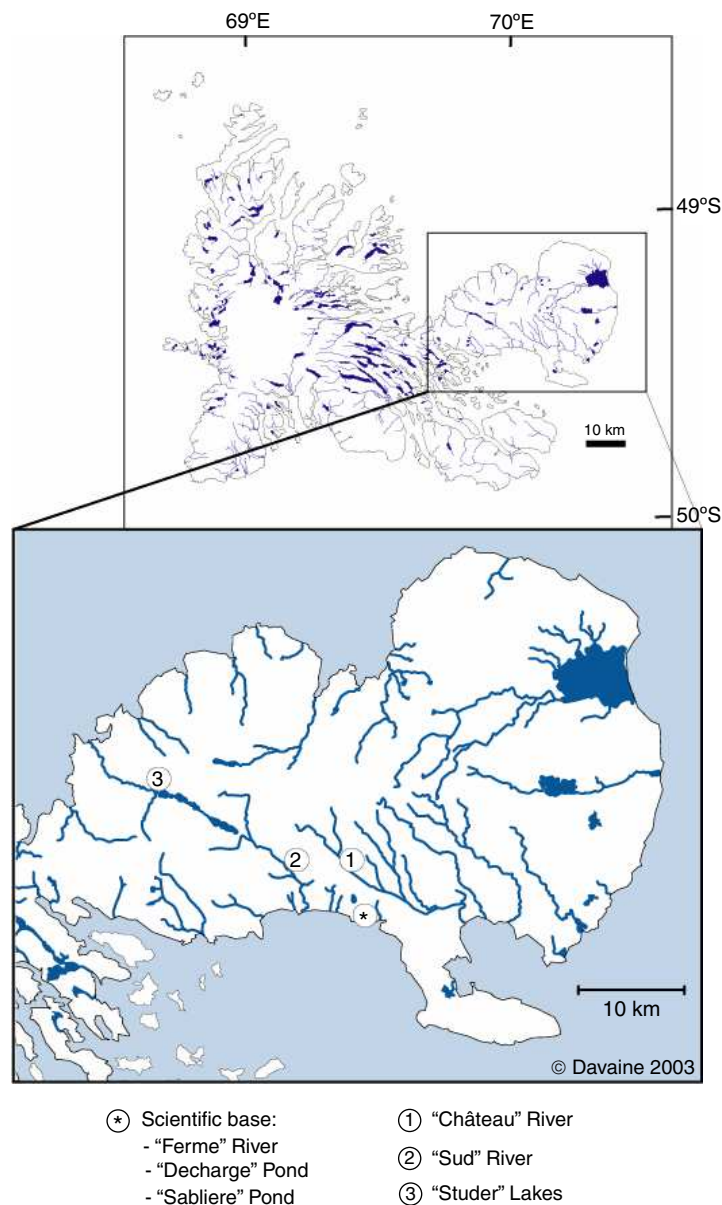 69ºE 70ºE
49ºS
10 km
50ºS
3
2
1
*
10 km
© Davaine 2003
* Scientific base:
- “Ferme” River
- “Decharge” Pond
- “Sabliere” Pond
1 “Château” River
2 “Sud” River
3 “Studer” Lakes